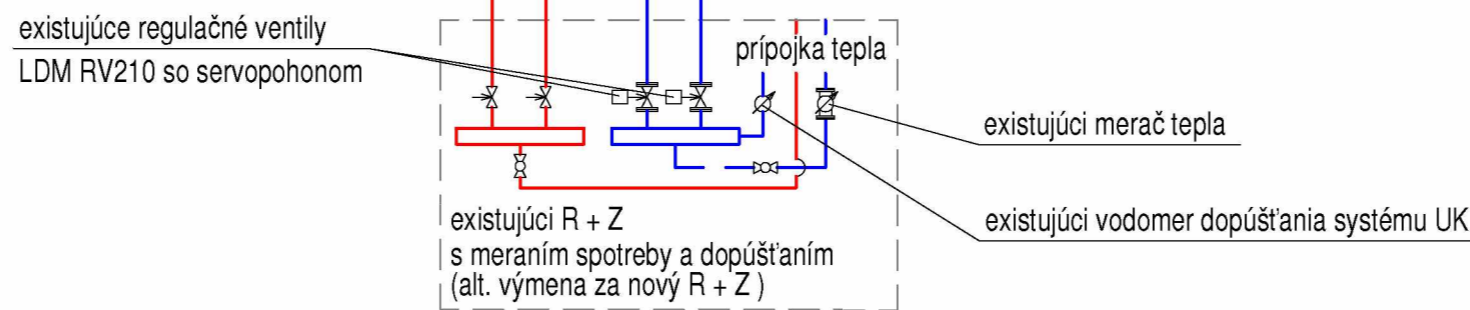 existujúce regulačné ventily
LDM RV210 so servopohonom
prípojka tepla
existujúci merač tepla
existujúci vodomer dopúšťania systému UK
existujúci R + Z
s meraním spotreby a dopúšťaním
(alt. výmena za nový R + Z )